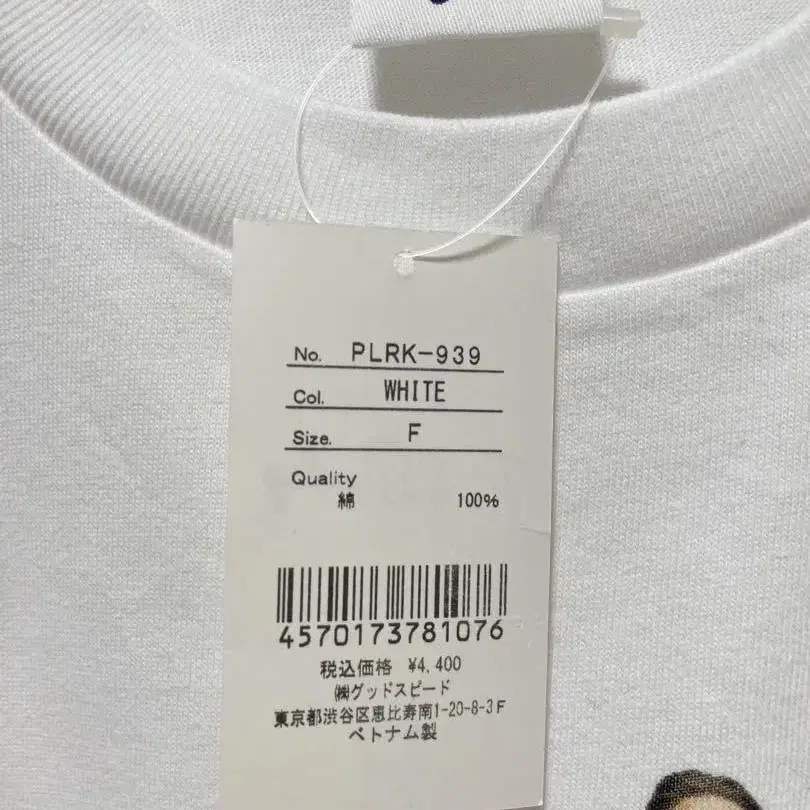 No. PLRK-939
Col. WHITE
Size. F
Quality
綿 100%
4570173781076
税込価格 ¥4,400
㈱グッドスピード
東京都渋谷区恵比寿南1-20-8-3F
ベトナム製